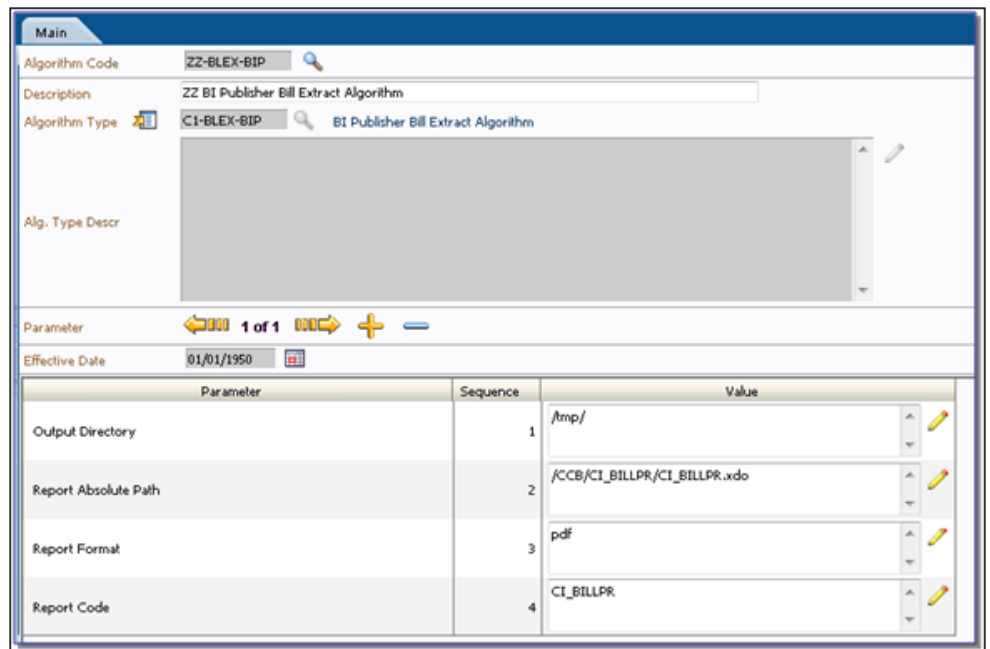 Main
Algorithm Code ZZ-BLEX-BIP
Description ZZ BI Publisher Bill Extract Algorithm
Algorithm Type C1-BLEX-BIP BI Publisher Bill Extract Algorithm
Alg. Type Descr
Parameter 1 of 1
Effective Date 01/01/1950
Parameter Sequence Value
Output Directory 1 /tmp/
Report Absolute Path 2 /CCB/CI_BILLPR/CI_BILLPR.xdo
Report Format 3 pdf
Report Code 4 CI_BILLPR